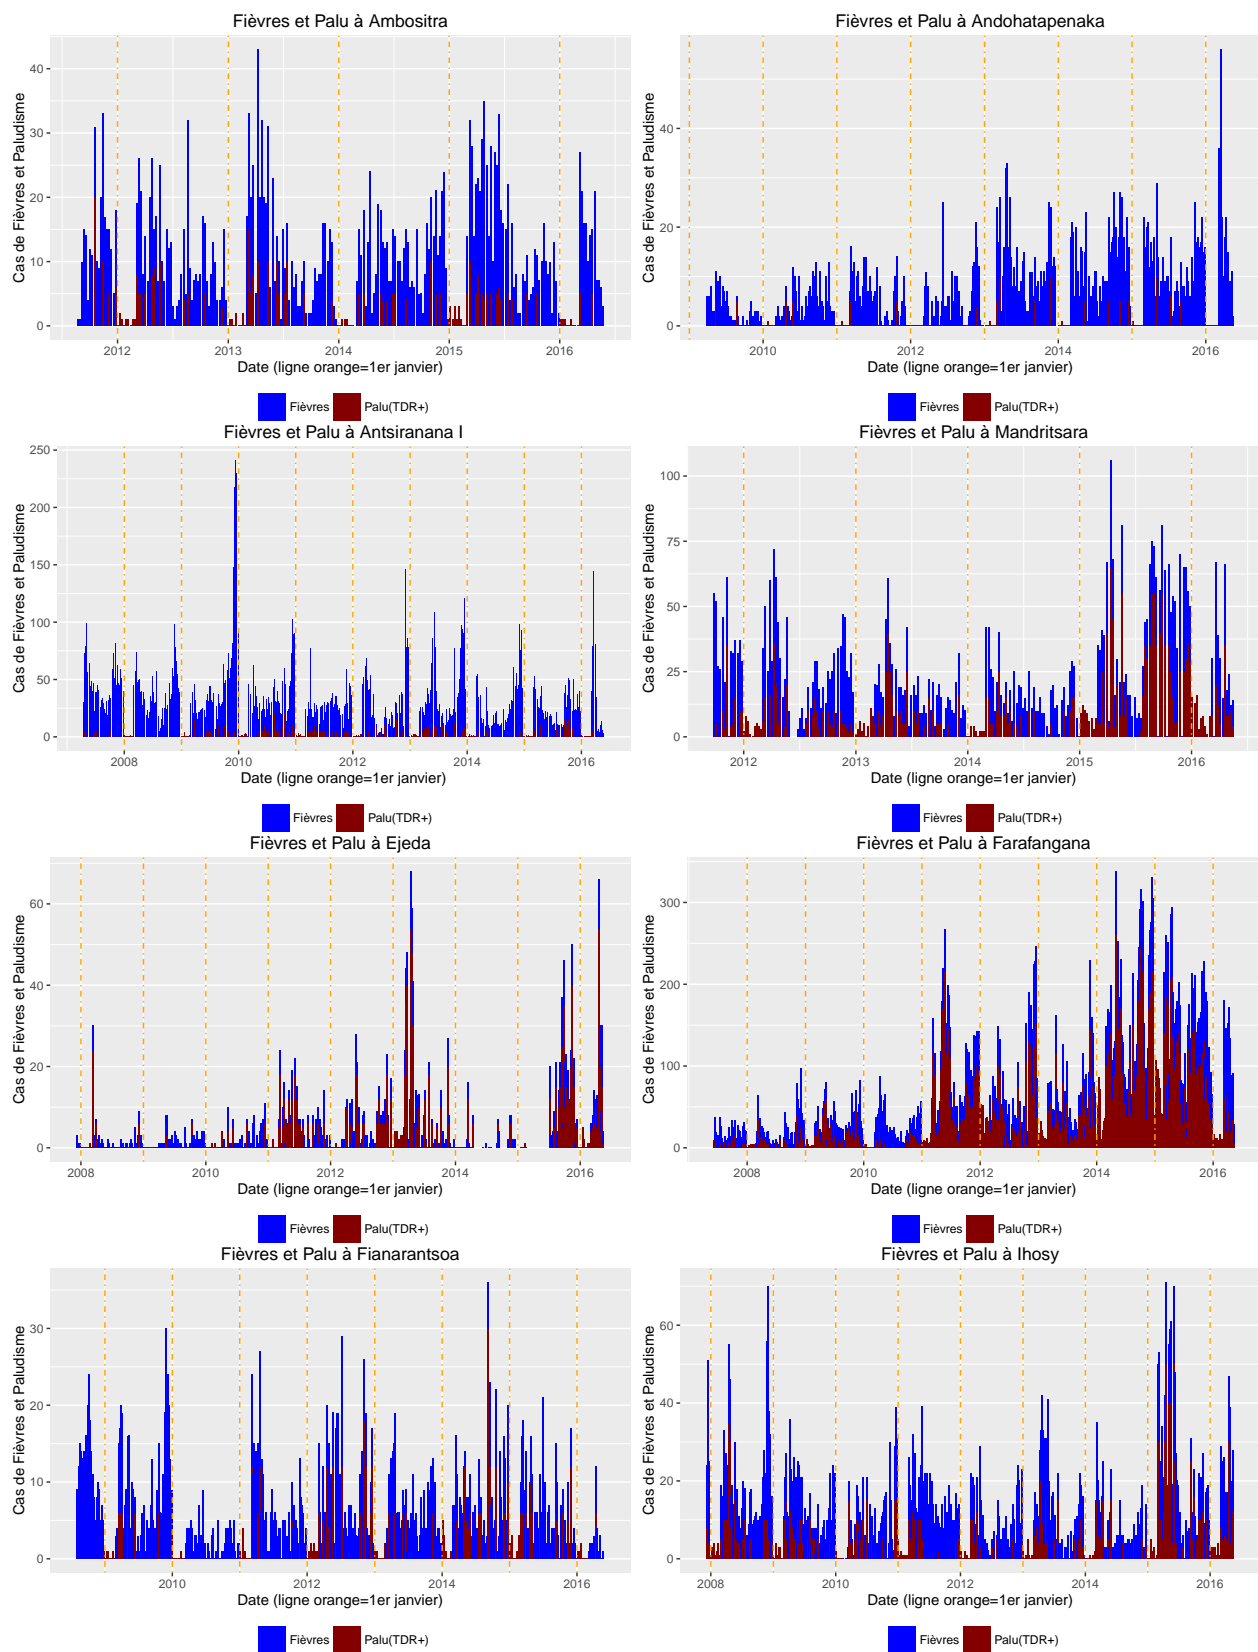 Fièvres et Palu à Ambositra
Cas de Fièvres et Paludisme
40
30
20
10
0
2012 2013 2014 2015 2016
Date (ligne orange=1er janvier)
Fièvres Palu(TDR+)
Fièvres et Palu à Andohatapenaka
Cas de Fièvres et Paludisme
40
20
0
2010 2012 2014 2016
Date (ligne orange=1er janvier)
Fièvres Palu(TDR+)
Fièvres et Palu à Antsiranana I
Cas de Fièvres et Paludisme
250
200
150
100
50
0
2008 2010 2012 2014 2016
Date (ligne orange=1er janvier)
Fièvres Palu(TDR+)
Fièvres et Palu à Mandritsara
Cas de Fièvres et Paludisme
100
75
50
25
0
2012 2013 2014 2015 2016
Date (ligne orange=1er janvier)
Fièvres Palu(TDR+)
Fièvres et Palu à Ejeda
Cas de Fièvres et Paludisme
60
40
20
0
2008 2010 2012 2014 2016
Date (ligne orange=1er janvier)
Fièvres Palu(TDR+)
Fièvres et Palu à Farafangana
Cas de Fièvres et Paludisme
300
200
100
0
2008 2010 2012 2014 2016
Date (ligne orange=1er janvier)
Fièvres Palu(TDR+)
Fièvres et Palu à Fianarantsoa
Cas de Fièvres et Paludisme
30
20
10
0
2010 2012 2014 2016
Date (ligne orange=1er janvier)
Fièvres Palu(TDR+)
Fièvres et Palu à Ihosy
Cas de Fièvres et Paludisme
60
40
20
0
2008 2010 2012 2014 2016
Date (ligne orange=1er janvier)
Fièvres Palu(TDR+)